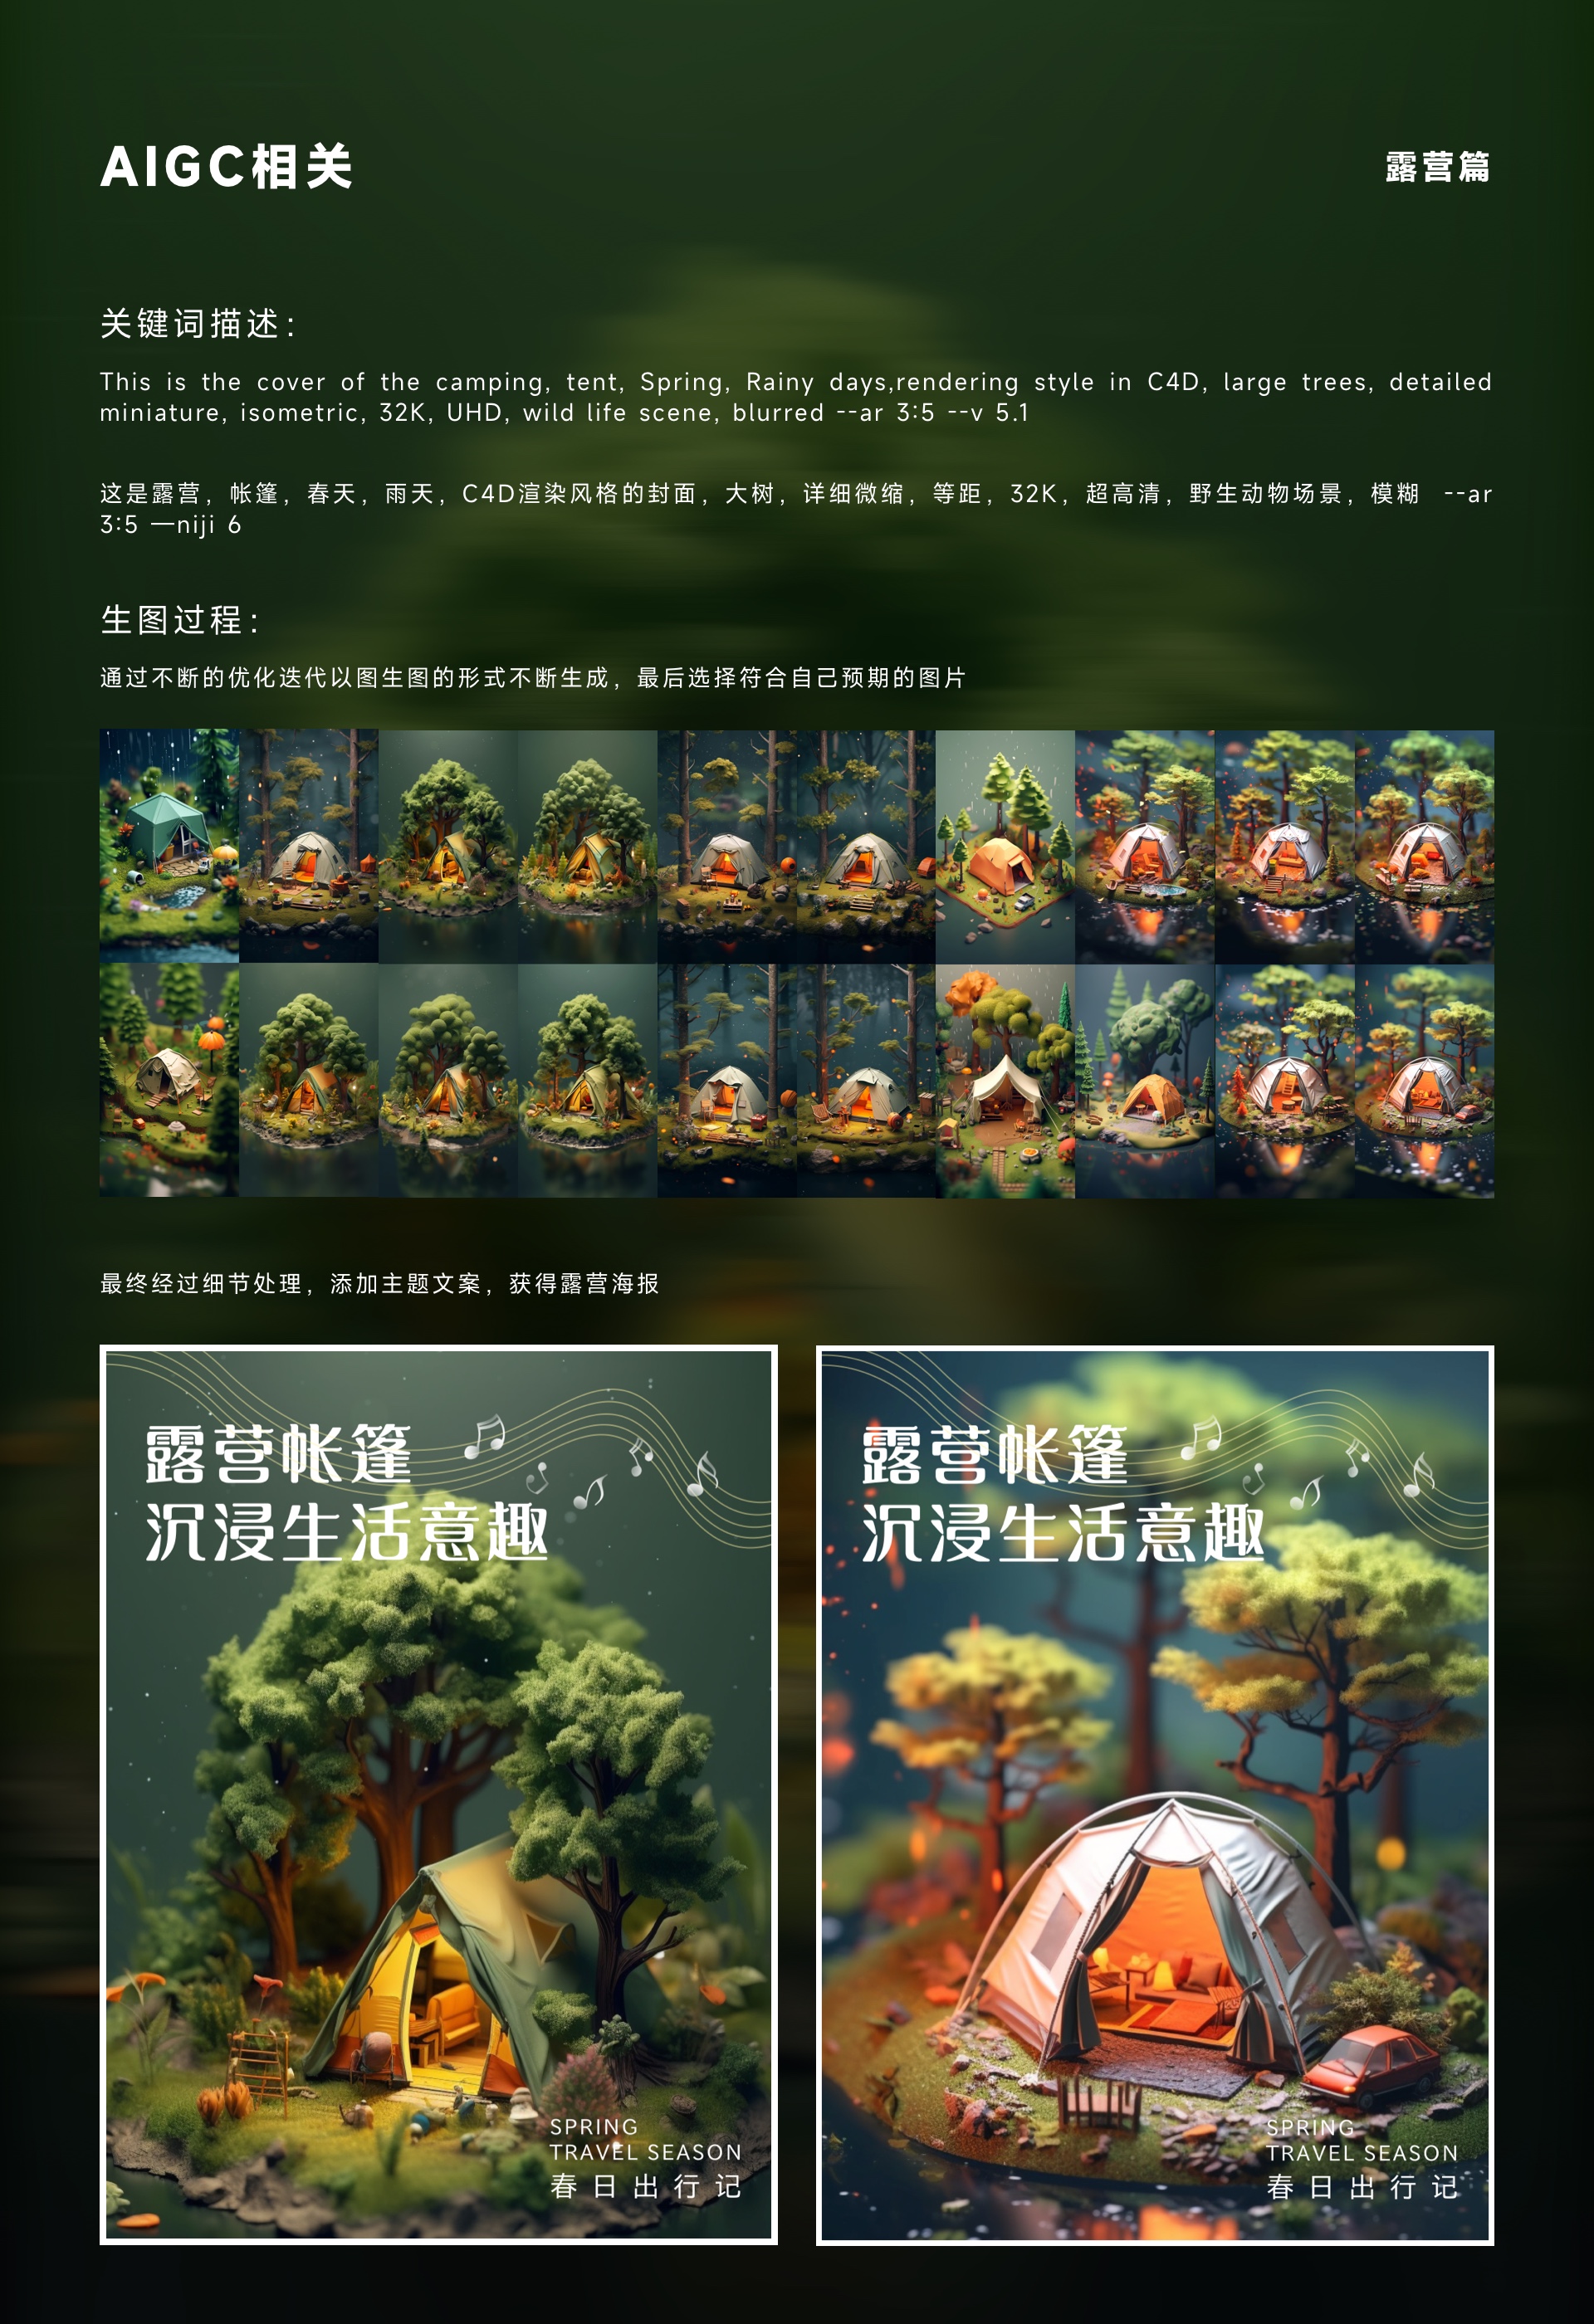 AIGC相关
露营篇
关键词描述：
This is the cover of the camping, tent, Spring, Rainy days,rendering style in C4D, large trees, detailed
miniature, isometric, 32K, UHD, wild life scene, blurred --ar 3:5 --v 5.1
这是露营，帐篷，春天，雨天，C4D渲染风格的封面，大树，详细微缩，等距，32K，超高清，野生动物场景，模糊 --ar
3:5 —niji 6
生图过程：
通过不断的优化迭代以图生图的形式不断生成，最后选择符合自己预期的图片
最终经过细节处理，添加主题文案，获得露营海报
露营帐篷
沉浸生活意趣
SPRING
TRAVEL SEASON
春日出行记
露营帐篷
沉浸生活意趣
SPRING
TRAVEL SEASON
春日出行记